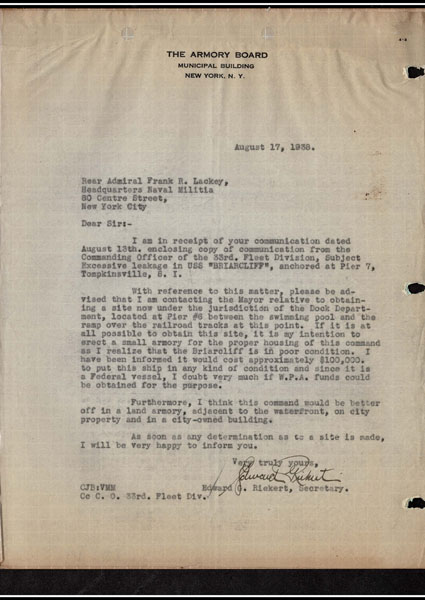 THE ARMORY BOARD
MUNICIPAL BUILDING
NEW YORK, N. Y.
August 17, 1938.
Rear Admiral Frank R. Lackey,
Headquarters Naval Militia
80 Centre Street,
New York City
Dear Sir:-
I am in receipt of your communication dated
August 13th. enclosing copy of communication from the
Commanding Officer of the 33rd. Fleet Division, Subject
Excessive leakage in USS "BRIARCLIFF", anchored at Pier 7,
Tompkinsville, S. I.
With reference to this matter, please be ad-
vised that I am contacting the Mayor relative to obtain-
ing a site now under the jurisdiction of the Dock Depart-
ment, located at Pier #6 between the swimming pool and the
ramp over the railroad tracks at this point. If it is at
all possible to obtain this site, it is my intention to
erect a small armory for the proper housing of this command
as I realize that the Briarcliff is in poor condition. I
have been informed it would cost approximately $100,000.
to put this ship in any kind of condition and since it is
a Federal vessel, I doubt very much if W.P.A. funds could
be obtained for the purpose.
Furthermore, I think this command would be better
off in a land armory, adjacent to the waterfront, on city
property and in a city-owned building.
As soon as any determination as to a site is made,
I will be very happy to inform you.
Very truly yours,
Edward J. Riekert, Secretary.
CJB:VMM
Cc C. O. 33rd. Fleet Div.